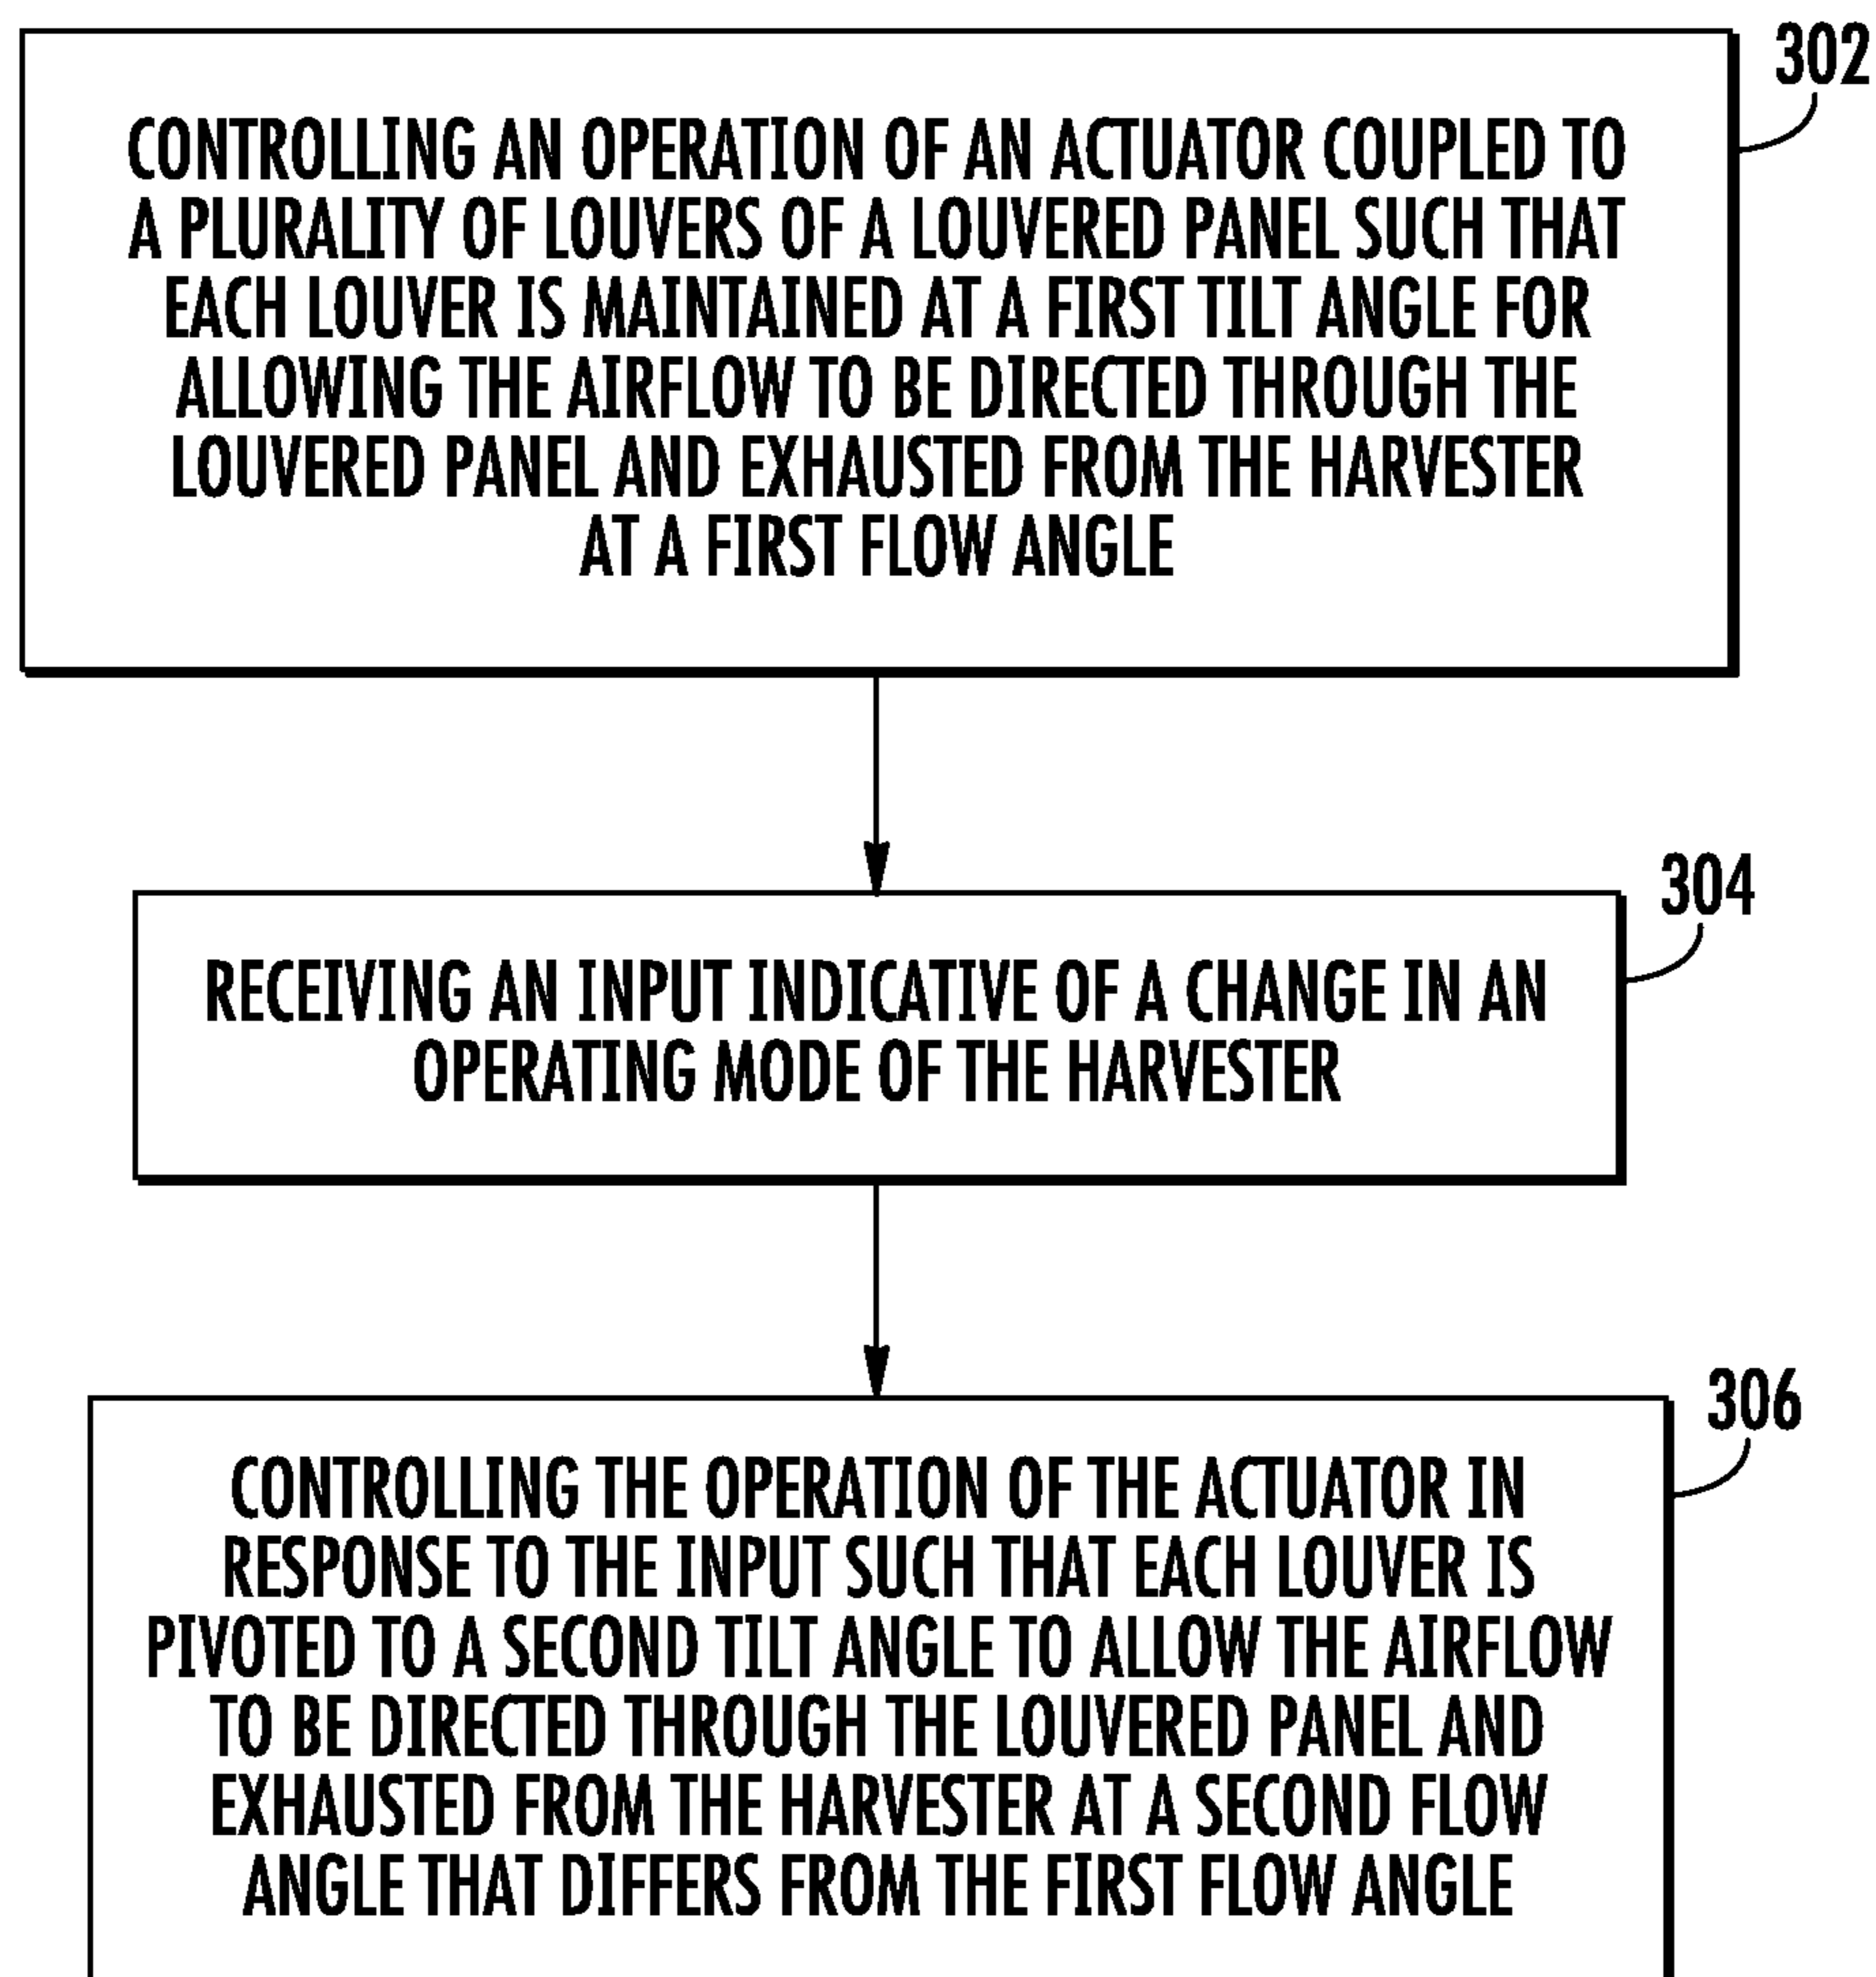 302
CONTROLLING AN OPERATION OF AN ACTUATOR COUPLED TO
A PLURALITY OF LOUVERS OF A LOUVERED PANEL SUCH THAT
EACH LOUVER IS MAINTAINED AT A FIRST TILT ANGLE FOR
ALLOWING THE AIRFLOW TO BE DIRECTED THROUGH THE
LOUVERED PANEL AND EXHAUSTED FROM THE HARVESTER
AT A FIRST FLOW ANGLE
304
RECEIVING AN INPUT INDICATIVE OF A CHANGE IN AN
OPERATING MODE OF THE HARVESTER
306
CONTROLLING THE OPERATION OF THE ACTUATOR IN
RESPONSE TO THE INPUT SUCH THAT EACH LOUVER IS
PIVOTED TO A SECOND TILT ANGLE TO ALLOW THE AIRFLOW
TO BE DIRECTED THROUGH THE LOUVERED PANEL AND
EXHAUSTED FROM THE HARVESTER AT A SECOND FLOW
ANGLE THAT DIFFERS FROM THE FIRST FLOW ANGLE